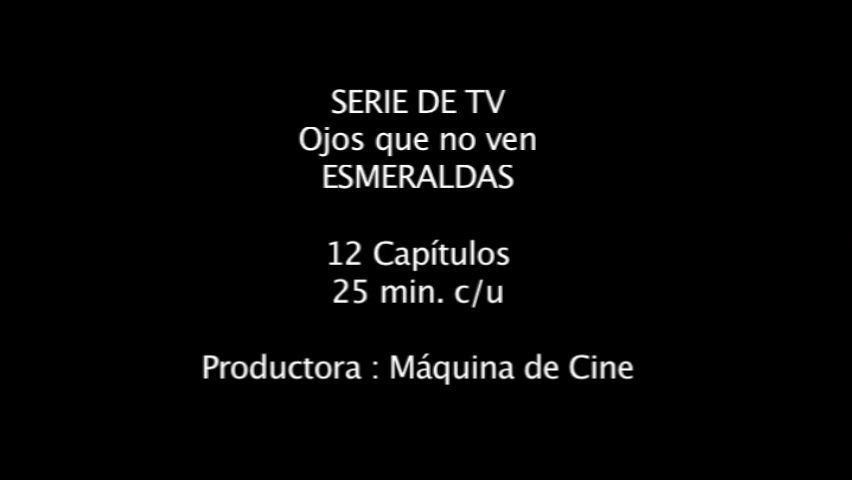 SERIE DE TV
Ojos que no ven
ESMERALDAS
12 Capítulos
25 min. c/u
Productora : Máquina de Cine